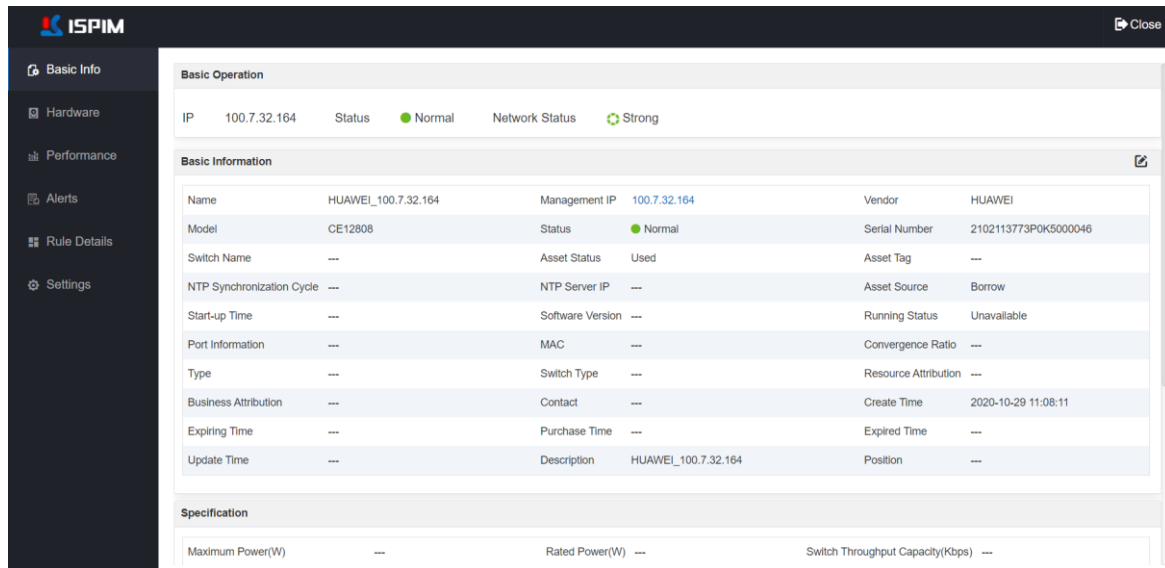 ISPIM
Close
Basic Info
Hardware
Performance
Alerts
Rule Details
Settings
Basic Operation
IP 100.7.32.164 Status Normal Network Status Strong
Basic Information
Name HUAWEI_100.7.32.164 Management IP 100.7.32.164 Vendor HUAWEI
Model CE12808 Status Normal Serial Number 2102113773P0K5000046
Switch Name --- Asset Status Used Asset Tag ---
NTP Synchronization Cycle --- NTP Server IP --- Asset Source Borrow
Start-up Time --- Software Version --- Running Status Unavailable
Port Information --- MAC --- Convergence Ratio ---
Type --- Switch Type --- Resource Attribution ---
Business Attribution --- Contact --- Create Time 2020-10-29 11:08:11
Expiring Time --- Purchase Time --- Expired Time ---
Update Time --- Description HUAWEI_100.7.32.164 Position ---
Specification
Maximum Power(W) --- Rated Power(W) --- Switch Throughput Capacity(Kbps) ---